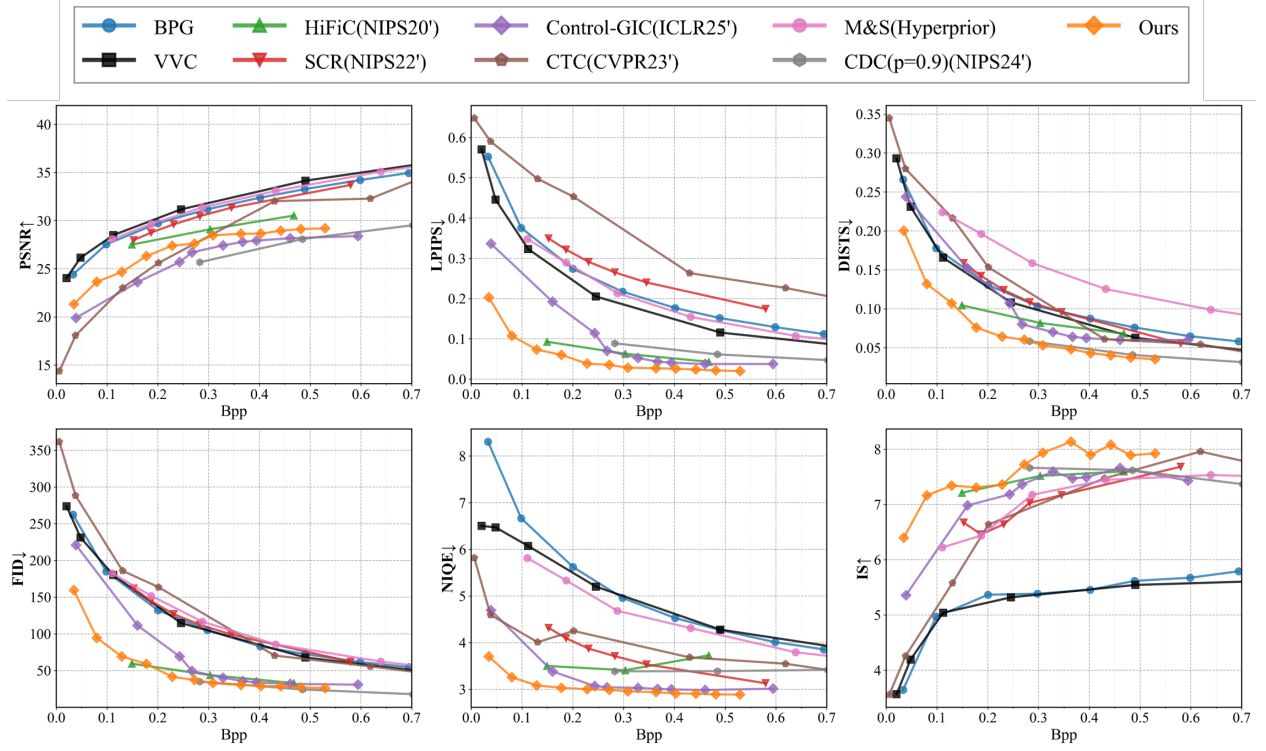 BPG HiFiC(NIPS20') Control-GIC(ICLR25') M&S(Hyperprior) Ours
VVC SCR(NIPS22') CTC(CVPR23') CDC(p=0.9)(NIPS24')
PSNR↑
40
35
30
25
20
15
0.0 0.1 0.2 0.3 0.4 0.5 0.6 0.7
Bpp
LPIPS↓
0.6
0.5
0.4
0.3
0.2
0.1
0.0
0.0 0.1 0.2 0.3 0.4 0.5 0.6 0.7
Bpp
DISTS↓
0.35
0.30
0.25
0.20
0.15
0.10
0.05
0.0 0.1 0.2 0.3 0.4 0.5 0.6 0.7
Bpp
FID↓
350
300
250
200
150
100
50
0.0 0.1 0.2 0.3 0.4 0.5 0.6 0.7
Bpp
NIQE↓
8
7
6
5
4
3
0.0 0.1 0.2 0.3 0.4 0.5 0.6 0.7
Bpp
IS↑
8
7
6
5
4
0.0 0.1 0.2 0.3 0.4 0.5 0.6 0.7
Bpp